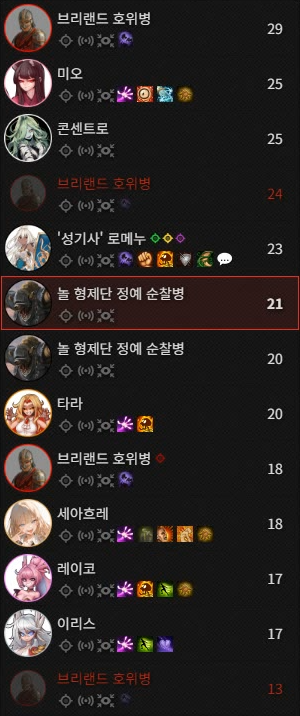 브리랜드 호위병 29
미오 25
콘센트로 25
브리랜드 호위병 24
'성기사' 로메누 23
놀 형제단 정예 순찰병 21
놀 형제단 정예 순찰병 20
타라 20
브리랜드 호위병 18
세아흐레 18
레이코 17
이리스 17
브리랜드 호위병 13